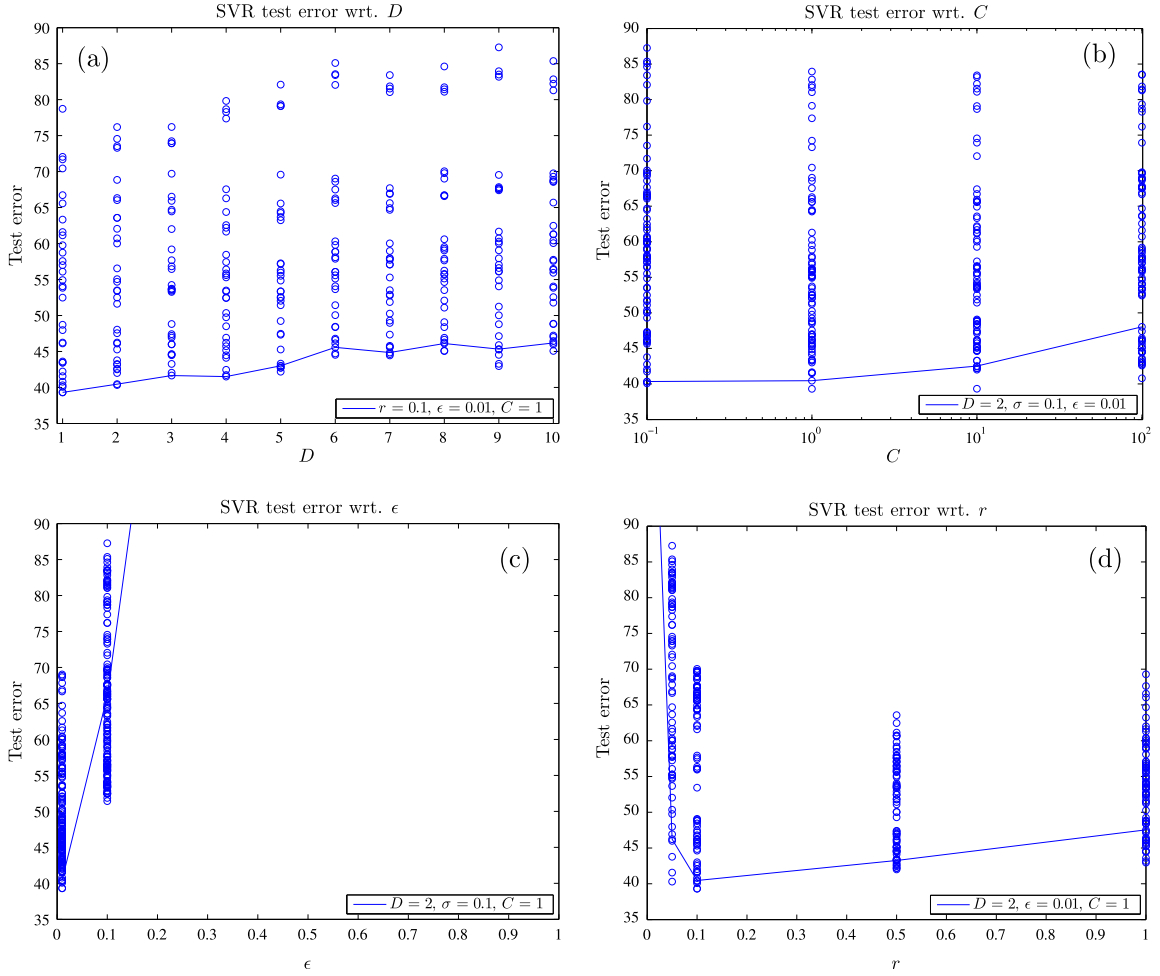 SVR test error wrt. D
(a)
Test error
90
85
80
75
70
65
60
55
50
45
40
35
r = 0.1, ϵ = 0.01, C = 1
1 2 3 4 5 6 7 8 9 10
D
SVR test error wrt. C
(b)
Test error
90
85
80
75
70
65
60
55
50
45
40
35
D = 2, σ = 0.1, ϵ = 0.01
10⁻¹ 10⁰ 10¹ 10²
C
SVR test error wrt. ϵ
(c)
Test error
90
85
80
75
70
65
60
55
50
45
40
35
D = 2, σ = 0.1, C = 1
0 0.1 0.2 0.3 0.4 0.5 0.6 0.7 0.8 0.9 1
ϵ
SVR test error wrt. r
(d)
Test error
90
85
80
75
70
65
60
55
50
45
40
35
D = 2, ϵ = 0.01, C = 1
0 0.1 0.2 0.3 0.4 0.5 0.6 0.7 0.8 0.9 1
r